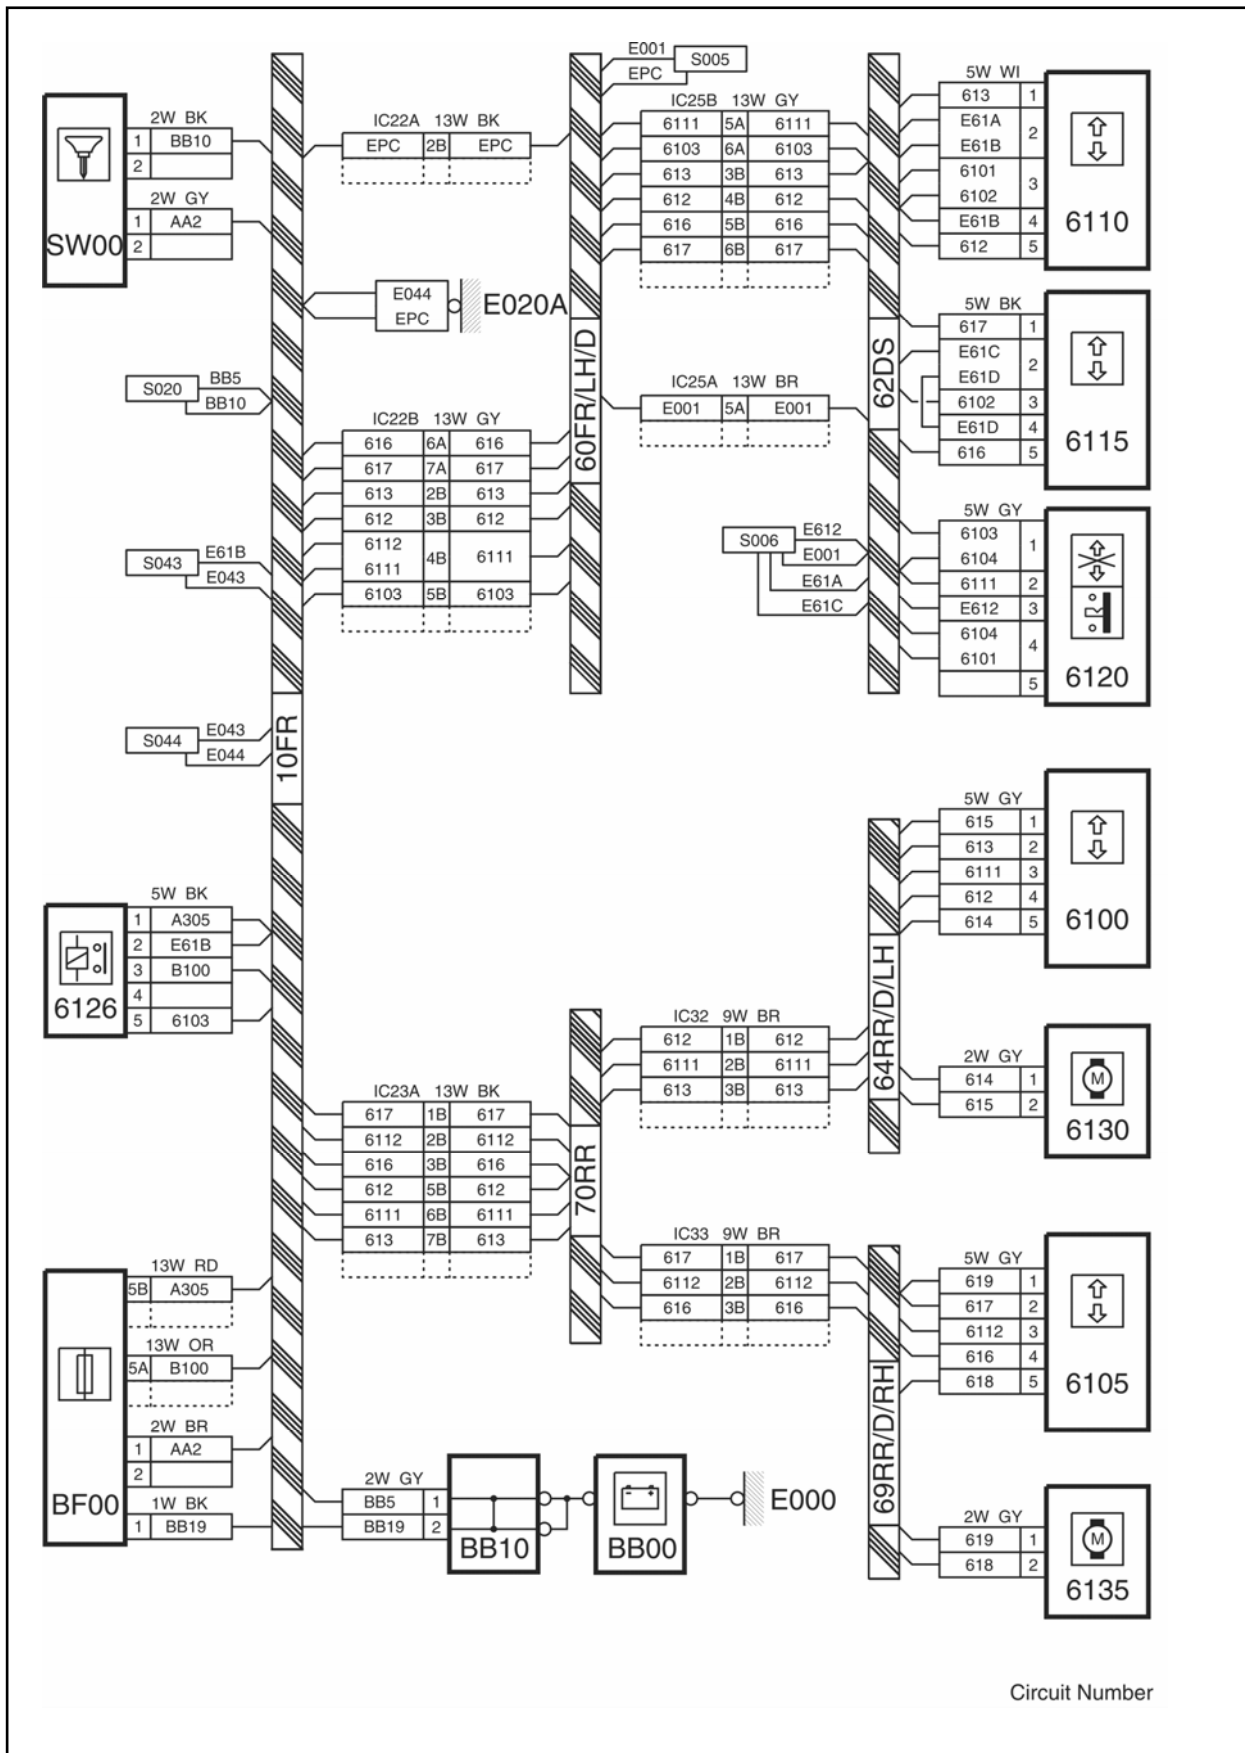 SW00
2W BK
1 BB10
2
2W GY
1 AA2
2
S020
BB5
BB10
S043
E61B
E043
S044
E043
E044
6126
5W BK
1 A305
2 E61B
3 B100
4
5 6103
BF00
13W RD
5B A305
13W OR
5A B100
2W BR
1 AA2
2
1W BK
1 BB19
10FR
IC22A 13W BK
EPC 2B EPC
E044
EPC
E020A
IC22B 13W GY
616 6A 616
617 7A 617
613 2B 613
612 3B 612
6112
6111
4B 6111
6103 5B 6103
IC23A 13W BK
617 1B 617
6112 2B 6112
616 3B 616
612 5B 612
6111 6B 6111
613 7B 613
2W GY
BB5 1
BB19 2
BB10
BB00
E000
60FR/LH/D
70RR
E001
EPC
S005
IC25B 13W GY
6111 5A 6111
6103 6A 6103
613 3B 613
612 4B 612
616 5B 616
617 6B 617
IC25A 13W BR
E001 5A E001
S006
E612
E001
E61A
E61C
IC32 9W BR
612 1B 612
6111 2B 6111
613 3B 613
IC33 9W BR
617 1B 617
6112 2B 6112
616 3B 616
62DS
64RR/D/LH
69RR/D/RH
5W WI
613 1
E61A
E61B
2
6101
6102
3
E61B 4
612 5
6110
5W BK
617 1
E61C
E61D
2
6102 3
E61D 4
616 5
6115
5W GY
6103
6104
1
6111 2
E612 3
6104
6101
4
5
6120
5W GY
615 1
613 2
6111 3
612 4
614 5
6100
2W GY
614 1
615 2
M
6130
5W GY
619 1
617 2
6112 3
616 4
618 5
6105
2W GY
619 1
618 2
M
6135
Circuit Number